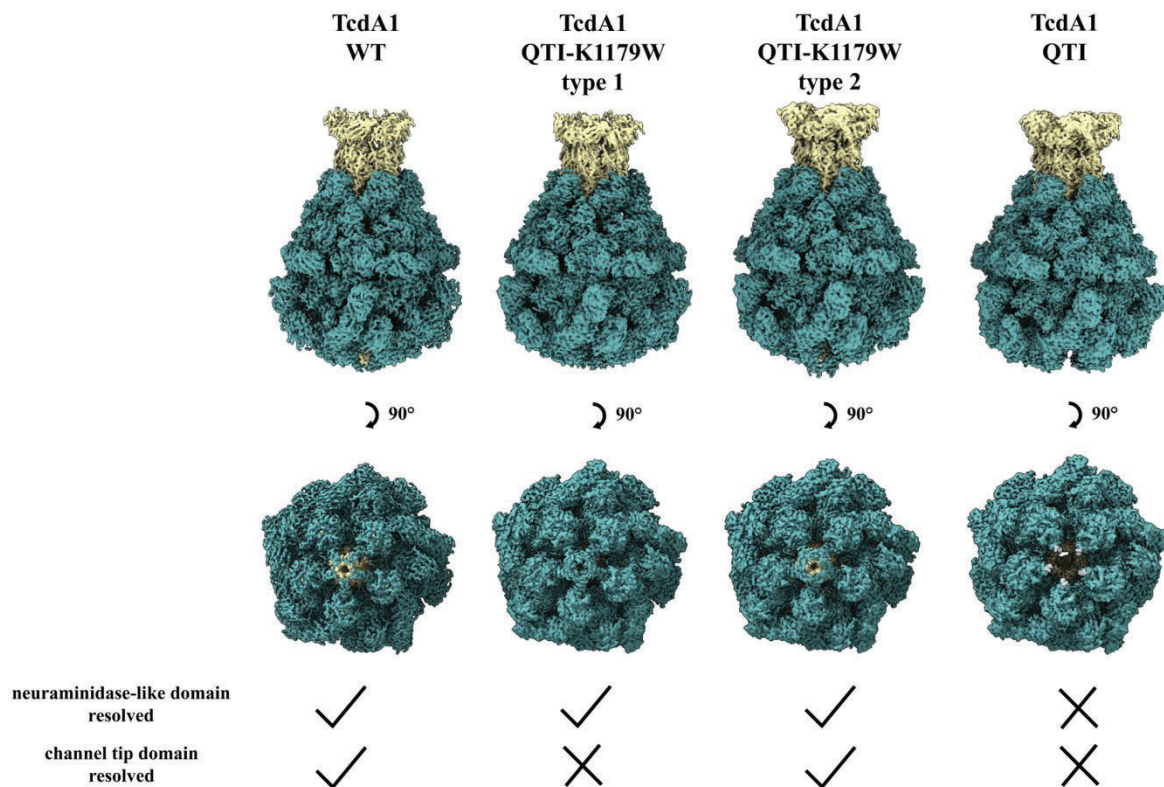 TcdA1
WT
TcdA1
QTI-K1179W
type 1
TcdA1
QTI-K1179W
type 2
TcdA1
QTI
90°
90°
90°
90°
neuraminidase-like domain
resolved
channel tip domain
resolved